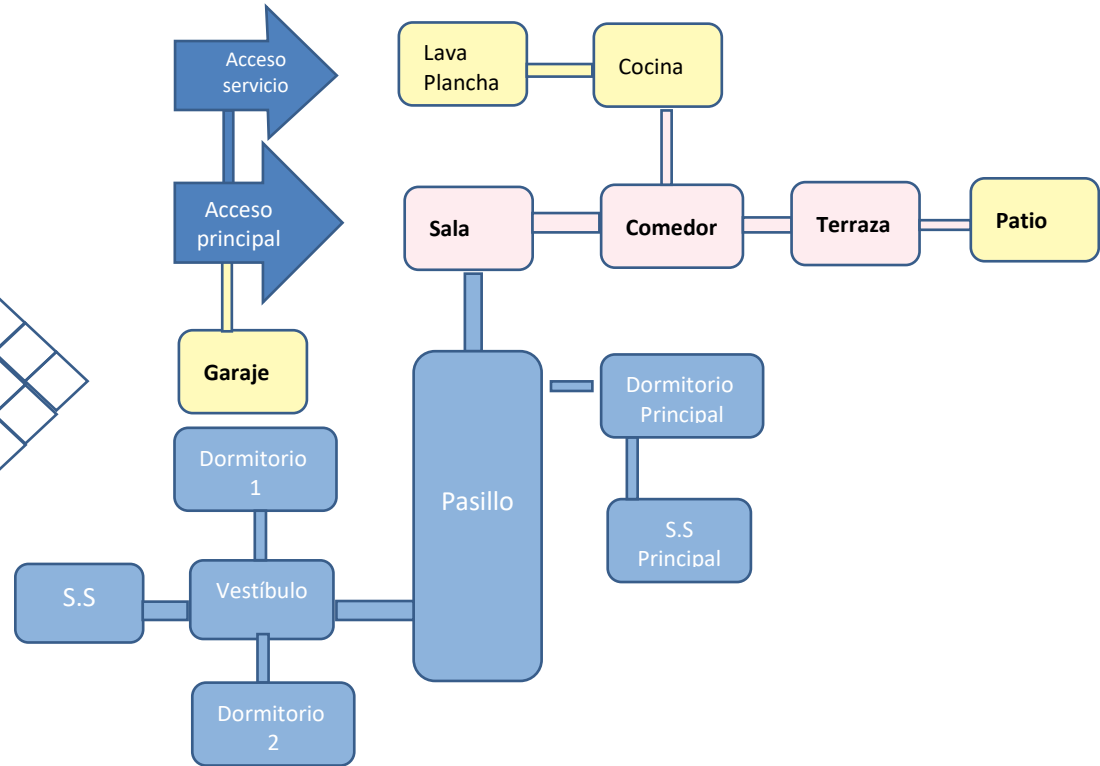 Acceso
servicio
Lava
Plancha
Cocina
Acceso
principal
Sala
Comedor
Terraza
Patio
Garaje
Dormitorio
Principal
Dormitorio
1
Pasillo
S.S
Principal
S.S
Vestíbulo
Dormitorio
2